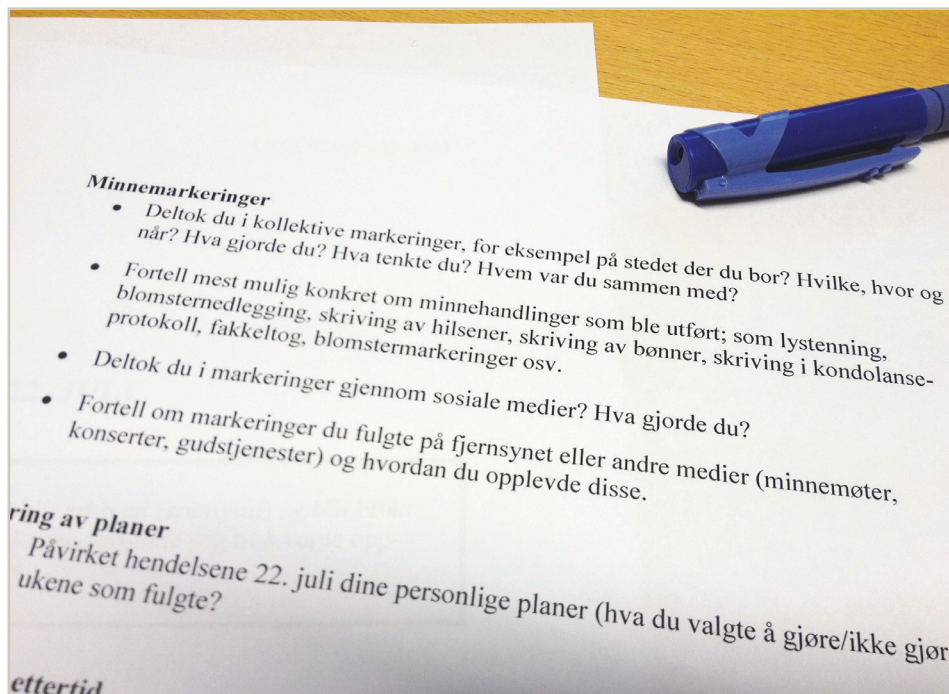 Minnemarkeringer
• Deltok du i kollektive markeringer, for eksempel på stedet der du bor? Hvilke, hvor og
når? Hva gjorde du? Hva tenkte du? Hvem var du sammen med?
• Fortell mest mulig konkret om minnehandlinger som ble utført; som lystenning,
blomsternedlegging, skriving av hilsener, skriving av bønner, skriving i kondolanse-
protokoll, fakkeltog, blomstermarkeringer osv.
• Deltok du i markeringer gjennom sosiale medier? Hva gjorde du?
• Fortell om markeringer du fulgte på fjernsynet eller andre medier (minnemøter,
konserter, gudstjenester) og hvordan du opplevde disse.
ring av planer
Påvirket hendelsene 22. juli dine personlige planer (hva du valgte å gjøre/ikke gjør
ukene som fulgte?
ettertid